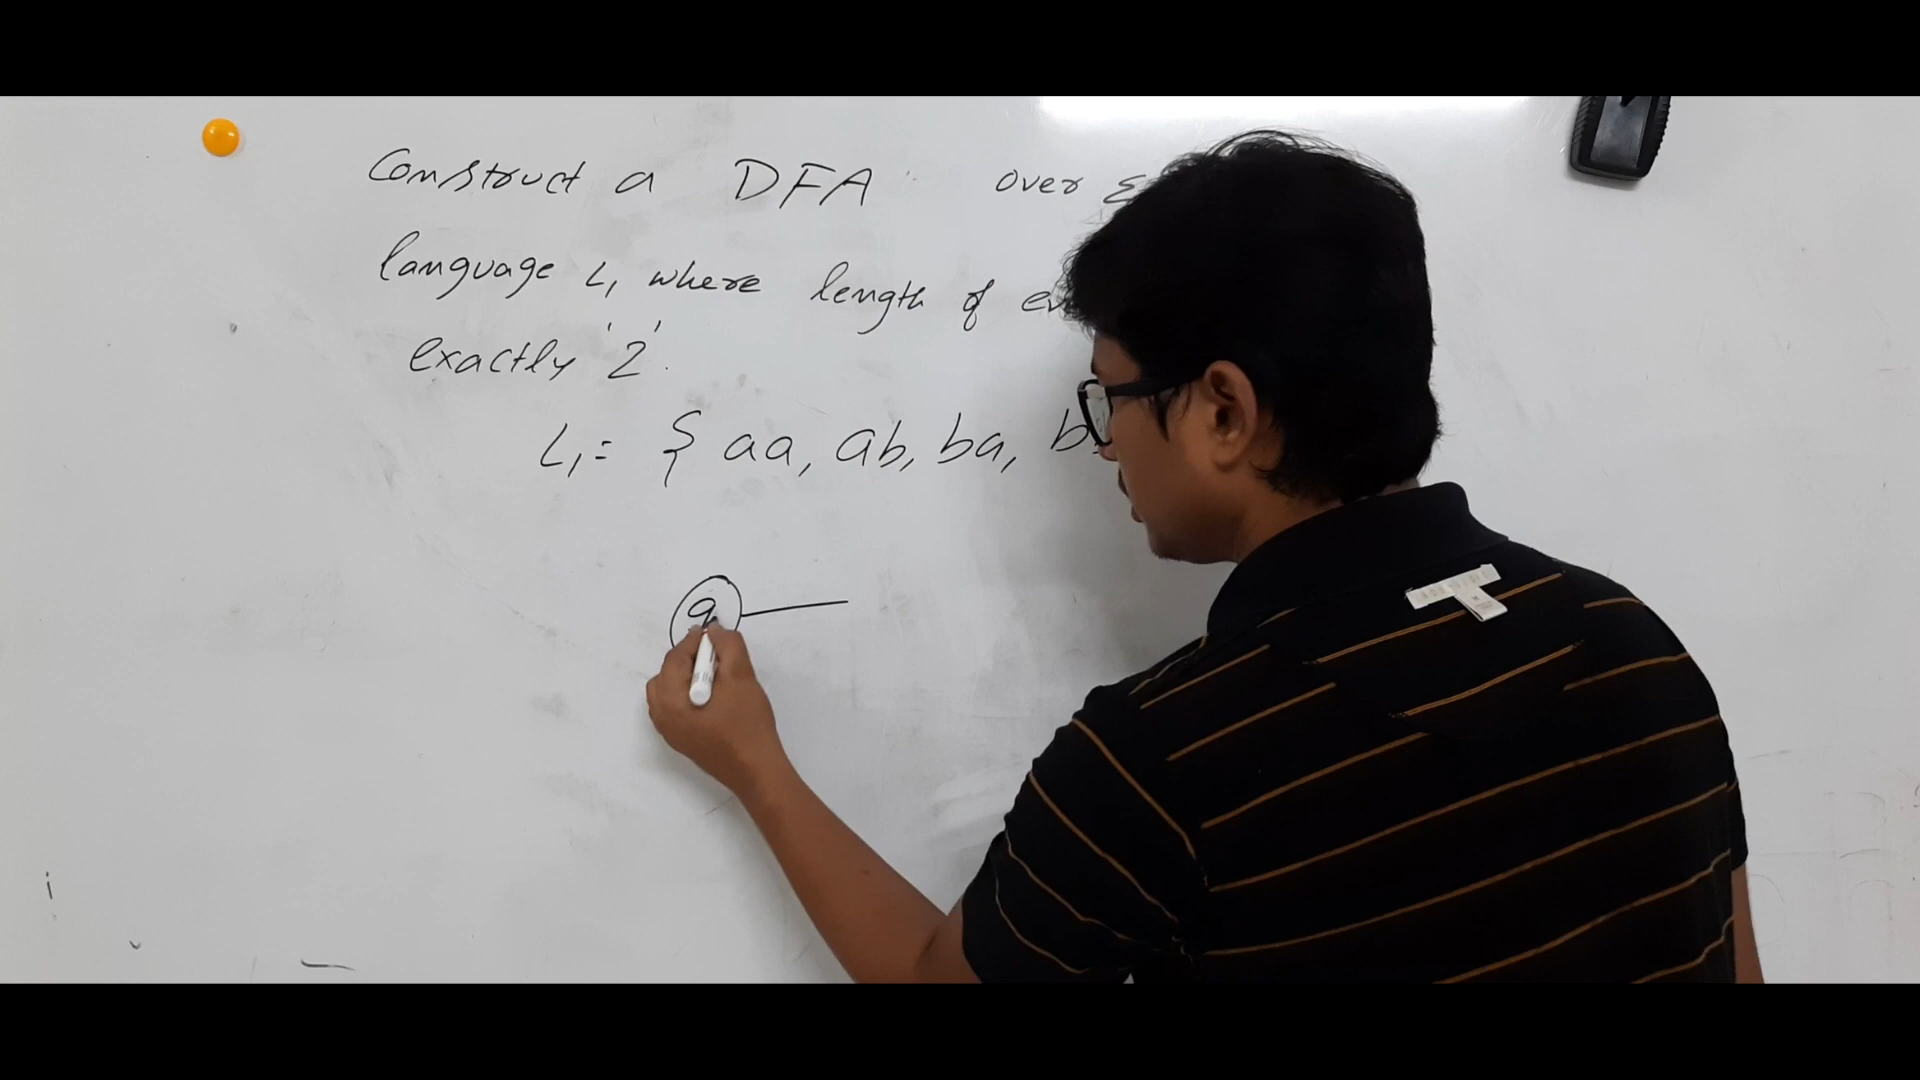 Construct a DFA over Σ
language L1 where length of
exactly '2'.
L1 = { aa, ab, ba,
q